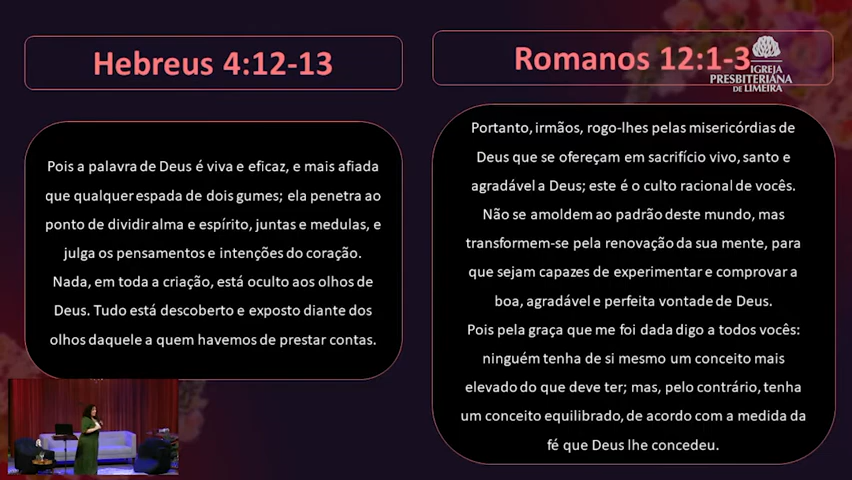 Hebreus 4:12-13
Pois a palavra de Deus é viva e eficaz, e mais afiada
que qualquer espada de dois gumes; ela penetra ao
ponto de dividir alma e espírito, juntas e medulas, e
julga os pensamentos e intenções do coração.
Nada, em toda a criação, está oculto aos olhos de
Deus. Tudo está descoberto e exposto diante dos
olhos daquele a quem havemos de prestar contas.
Romanos 12:1-3
IGREJA
PRESBITERIANA
DE LIMEIRA
Portanto, irmãos, rogo-lhes pelas misericórdias de
Deus que se ofereçam em sacrifício vivo, santo e
agradável a Deus; este é o culto racional de vocês.
Não se amoldem ao padrão deste mundo, mas
transformem-se pela renovação da sua mente, para
que sejam capazes de experimentar e comprovar a
boa, agradável e perfeita vontade de Deus.
Pois pela graça que me foi dada digo a todos vocês:
ninguém tenha de si mesmo um conceito mais
elevado do que deve ter; mas, pelo contrário, tenha
um conceito equilibrado, de acordo com a medida da
fé que Deus lhe concedeu.